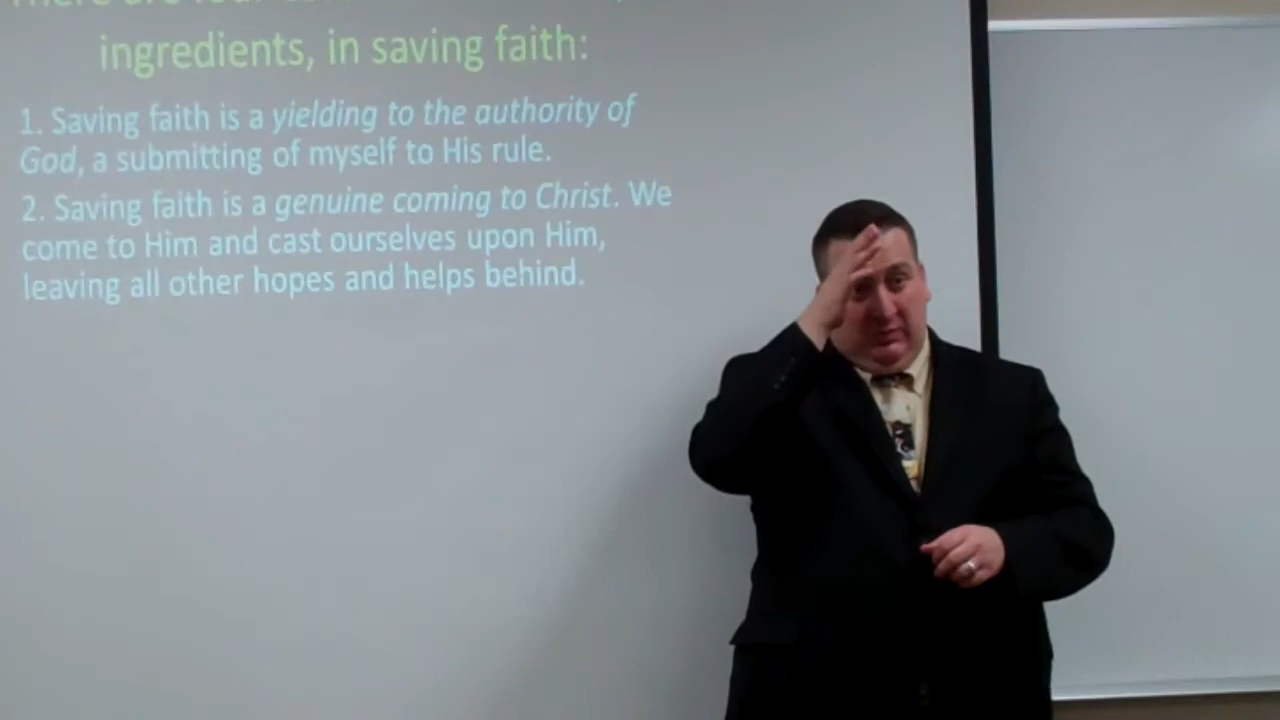 ingredients, in saving faith:
1. Saving faith is a yielding to the authority of
God, a submitting of myself to His rule.
2. Saving faith is a genuine coming to Christ. We
come to Him and cast ourselves upon Him,
leaving all other hopes and helps behind.